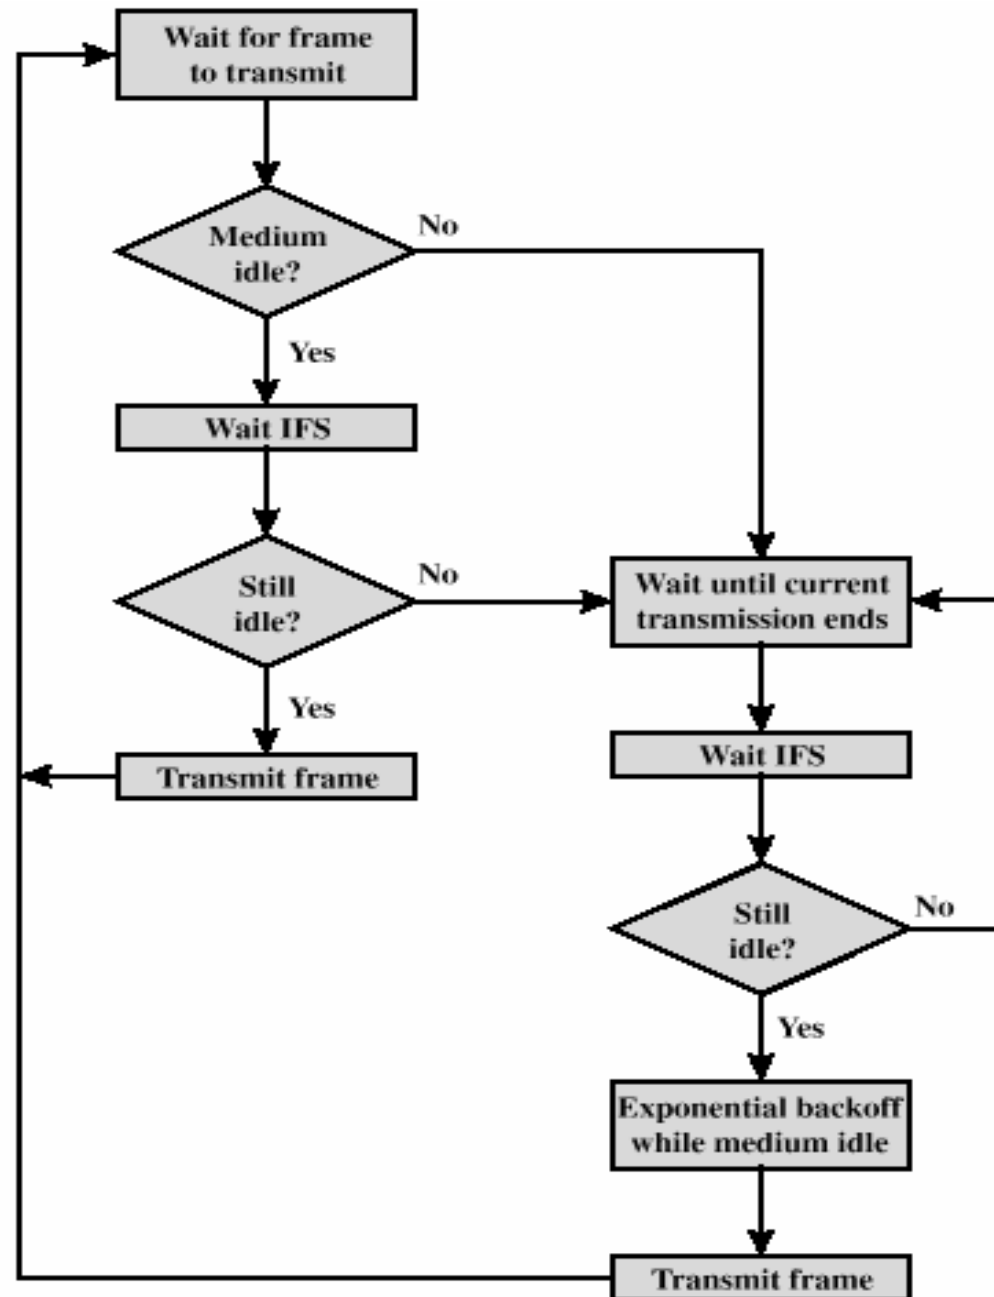 Wait for frame
to transmit
Medium
idle?
No
Yes
Wait IFS
Still
idle?
No
Yes
Transmit frame
Wait until current
transmission ends
Wait IFS
Still
idle?
No
Yes
Exponential backoff
while medium idle
Transmit frame